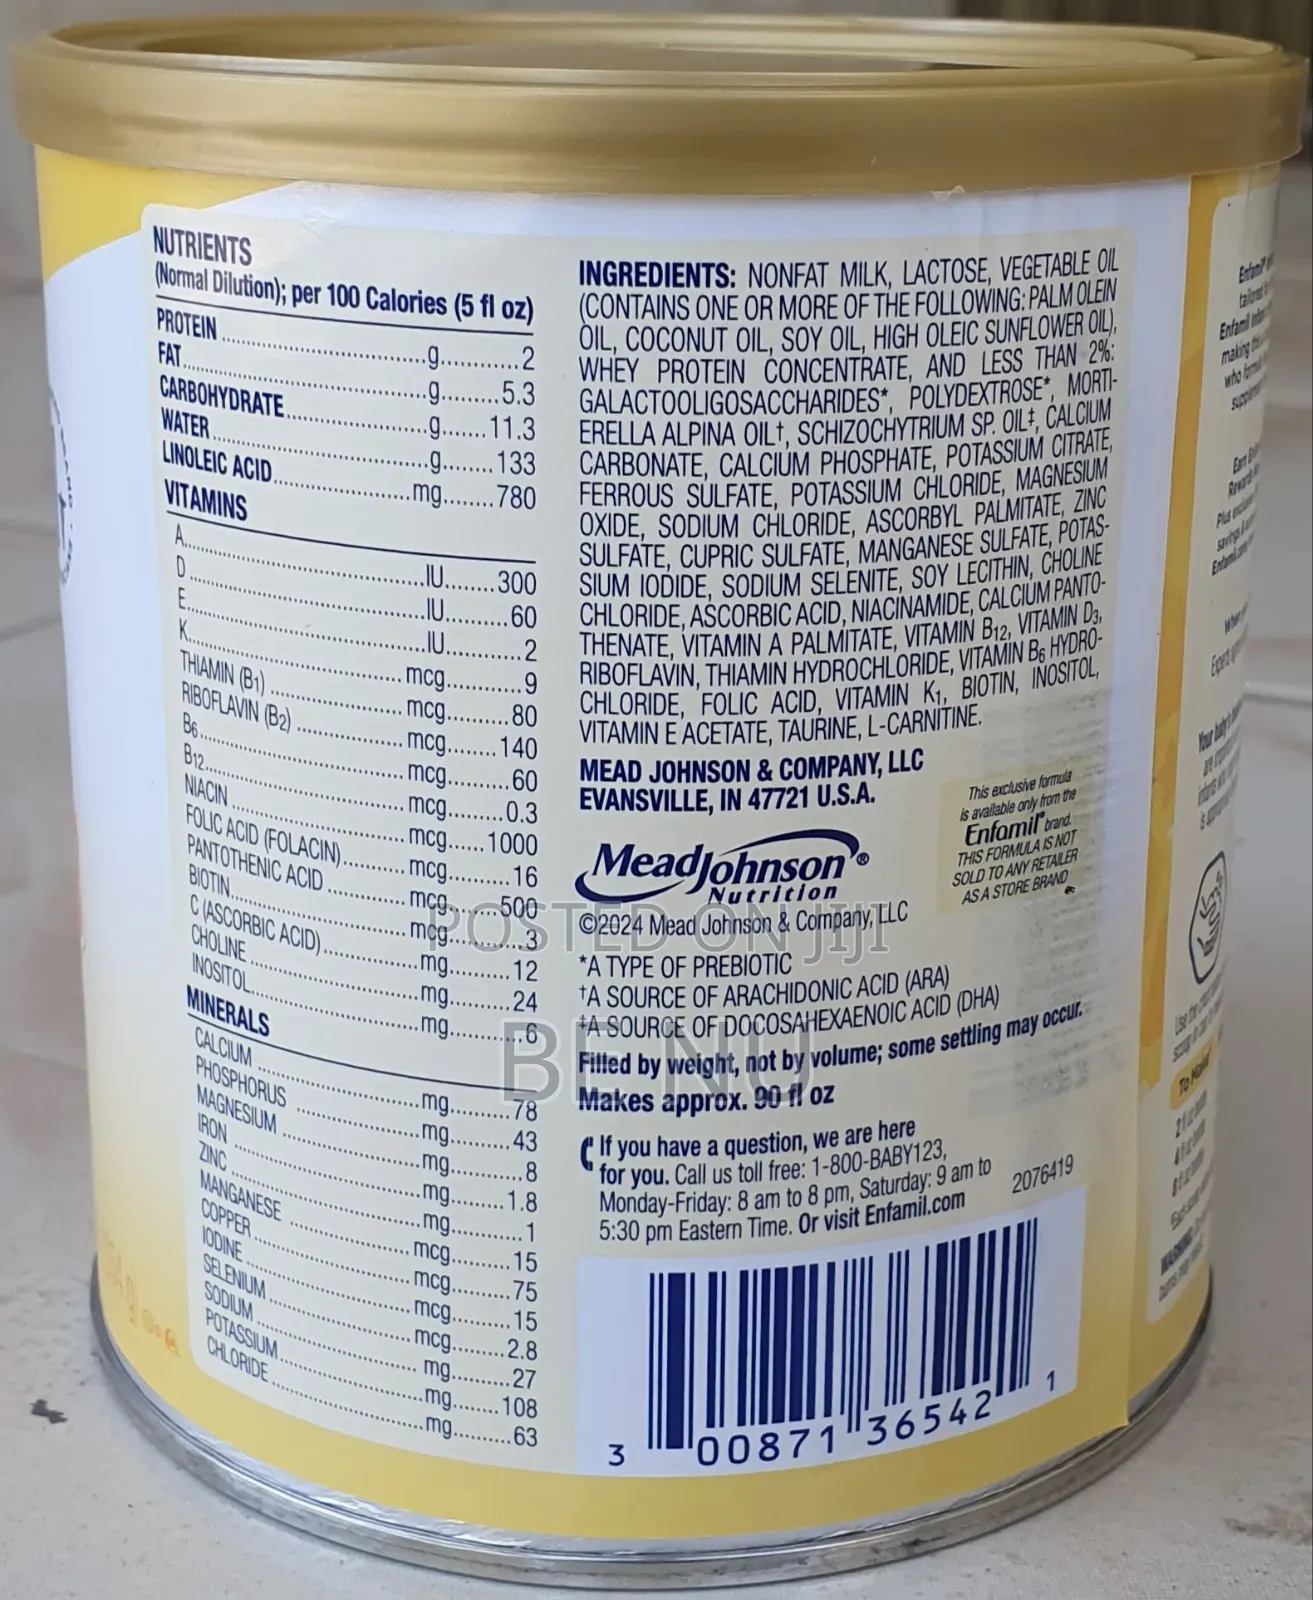 NUTRIENTS
(Normal Dilution); per 100 Calories (5 fl oz)
PROTEIN g 2
FAT g 5.3
CARBOHYDRATE g 11.3
WATER g 133
LINOLEIC ACID mg 780
VITAMINS
A IU 300
D IU 60
E IU 2
K mcg 9
THIAMIN (B1) mcg 80
RIBOFLAVIN (B2) mcg 140
B6 mcg 60
B12 mcg 0.3
NIACIN mcg 1000
FOLIC ACID (FOLACIN) mcg 16
PANTOTHENIC ACID mcg 500
BIOTIN mcg 3
C (ASCORBIC ACID) mg 12
CHOLINE mg 24
INOSITOL mg 6
MINERALS
CALCIUM mg 78
PHOSPHORUS mg 43
MAGNESIUM mg 8
IRON mg 1.8
ZINC mg 1
MANGANESE mcg 15
COPPER mcg 75
IODINE mcg 15
SELENIUM mcg 2.8
SODIUM mg 27
POTASSIUM mg 108
CHLORIDE mg 63
INGREDIENTS: NONFAT MILK, LACTOSE, VEGETABLE OIL
(CONTAINS ONE OR MORE OF THE FOLLOWING: PALM OLEIN
OIL, COCONUT OIL, SOY OIL, HIGH OLEIC SUNFLOWER OIL),
WHEY PROTEIN CONCENTRATE, AND LESS THAN 2%:
GALACTOOLIGOSACCHARIDES*, POLYDEXTROSE*, MORTI-
ERELLA ALPINA OIL†, SCHIZOCHYTRIUM SP. OIL‡, CALCIUM
CARBONATE, CALCIUM PHOSPHATE, POTASSIUM CITRATE,
FERROUS SULFATE, POTASSIUM CHLORIDE, MAGNESIUM
OXIDE, SODIUM CHLORIDE, ASCORBYL PALMITATE, ZINC
SULFATE, CUPRIC SULFATE, MANGANESE SULFATE, POTAS-
SIUM IODIDE, SODIUM SELENITE, SOY LECITHIN, CHOLINE
CHLORIDE, ASCORBIC ACID, NIACINAMIDE, CALCIUM PANTO-
THENATE, VITAMIN A PALMITATE, VITAMIN B12, VITAMIN D3,
RIBOFLAVIN, THIAMIN HYDROCHLORIDE, VITAMIN B6 HYDRO-
CHLORIDE, FOLIC ACID, VITAMIN K1, BIOTIN, INOSITOL,
VITAMIN E ACETATE, TAURINE, L-CARNITINE.
MEAD JOHNSON & COMPANY, LLC
EVANSVILLE, IN 47721 U.S.A.
This exclusive formula
is available only from the
Enfamil® brand.
THIS FORMULA IS NOT
SOLD TO ANY RETAILER
AS A STORE BRAND
MeadJohnson®
Nutrition
©2024 Mead Johnson & Company, LLC
*A TYPE OF PREBIOTIC
†A SOURCE OF ARACHIDONIC ACID (ARA)
‡A SOURCE OF DOCOSAHEXAENOIC ACID (DHA)
Filled by weight, not by volume; some settling may occur.
Makes approx. 90 fl oz
If you have a question, we are here
for you. Call us toll free: 1-800-BABY123,
Monday-Friday: 8 am to 8 pm, Saturday: 9 am to
5:30 pm Eastern Time. Or visit Enfamil.com
2076419
3 00871 36542 1
POSTED ON JIJI
BE NU